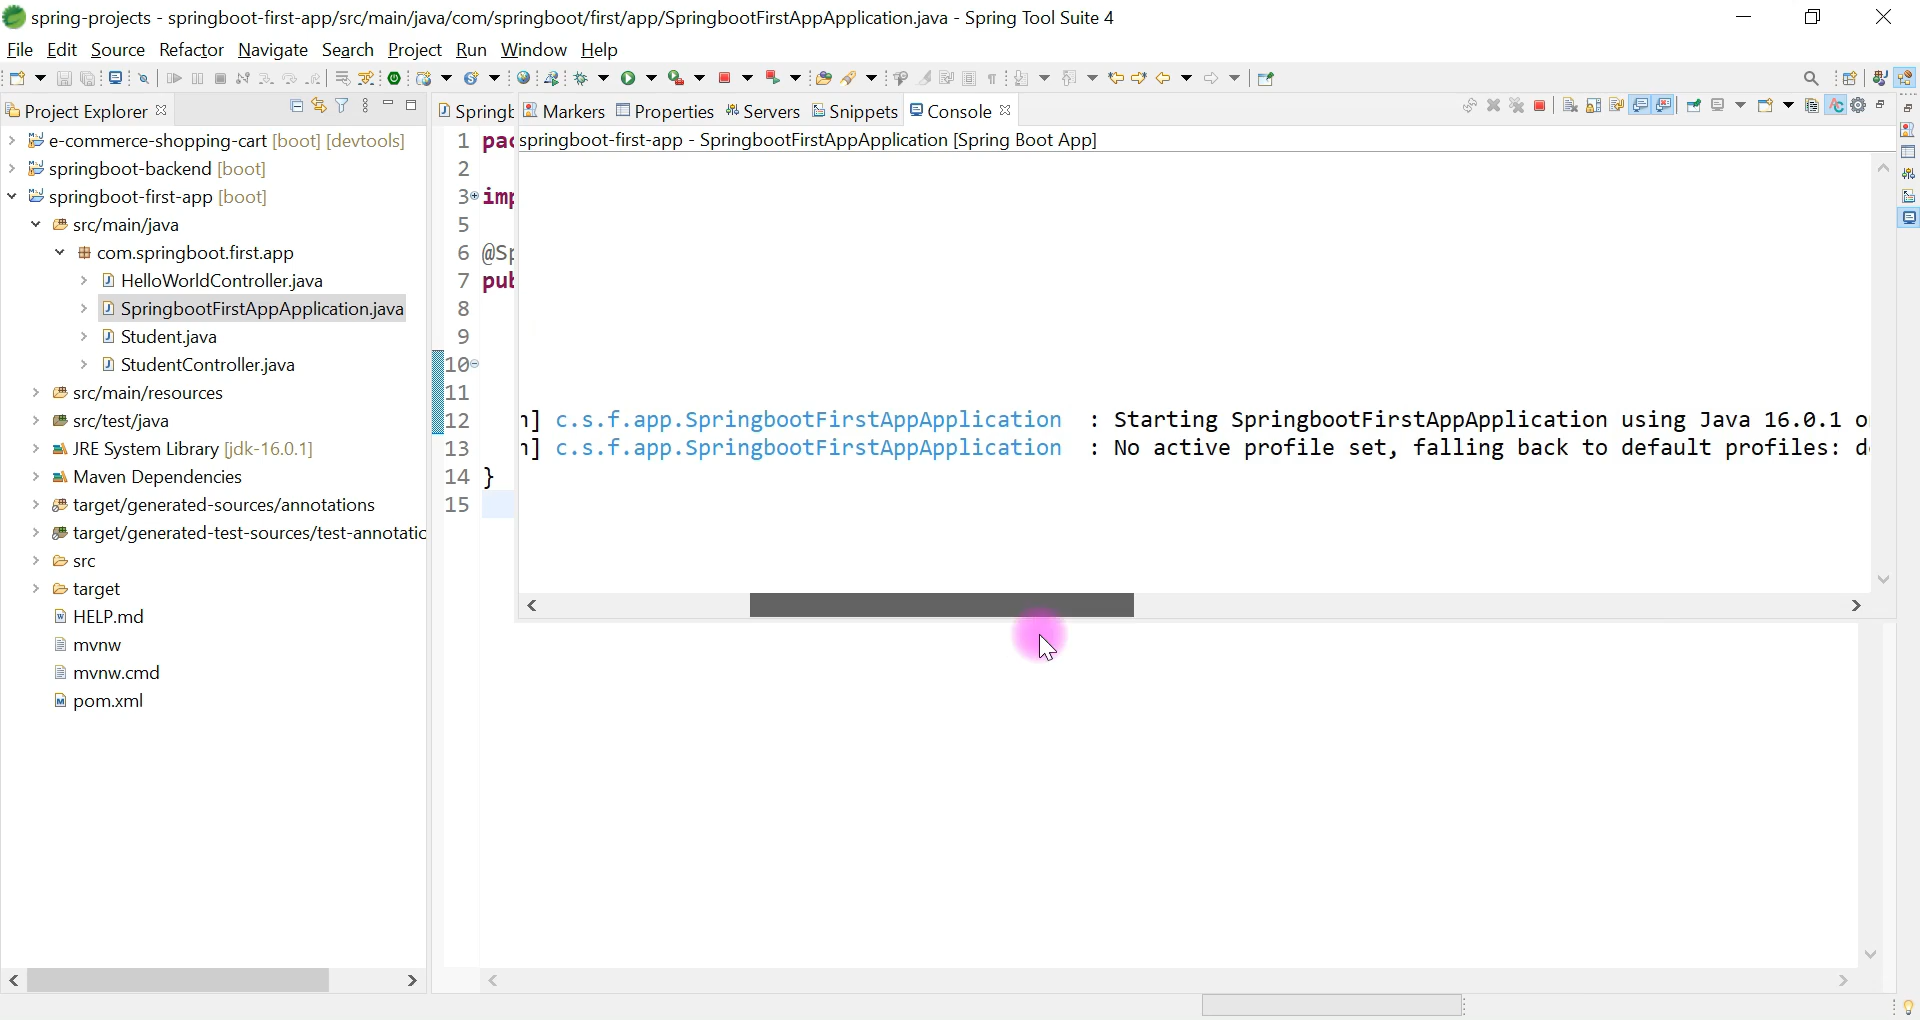 spring-projects - springboot-first-app/src/main/java/com/springboot/first/app/SpringbootFirstAppApplication.java - Spring Tool Suite 4
File Edit Source Refactor Navigate Search Project Run Window Help
Project Explorer
e-commerce-shopping-cart [boot] [devtools]
springboot-backend [boot]
springboot-first-app [boot]
src/main/java
com.springboot.first.app
HelloWorldController.java
SpringbootFirstAppApplication.java
Student.java
StudentController.java
src/main/resources
src/test/java
JRE System Library [jdk-16.0.1]
Maven Dependencies
target/generated-sources/annotations
target/generated-test-sources/test-annotatic
src
target
HELP.md
mvnw
mvnw.cmd
pom.xml
Springb
1 pac
2
3 imp
5
6 @Sp
7 pub
8
9
10
11
12
13
14 }
15
Markers Properties Servers Snippets Console
springboot-first-app - SpringbootFirstAppApplication [Spring Boot App]
n] c.s.f.app.SpringbootFirstAppApplication : Starting SpringbootFirstAppApplication using Java 16.0.1 o
n] c.s.f.app.SpringbootFirstAppApplication : No active profile set, falling back to default profiles: d